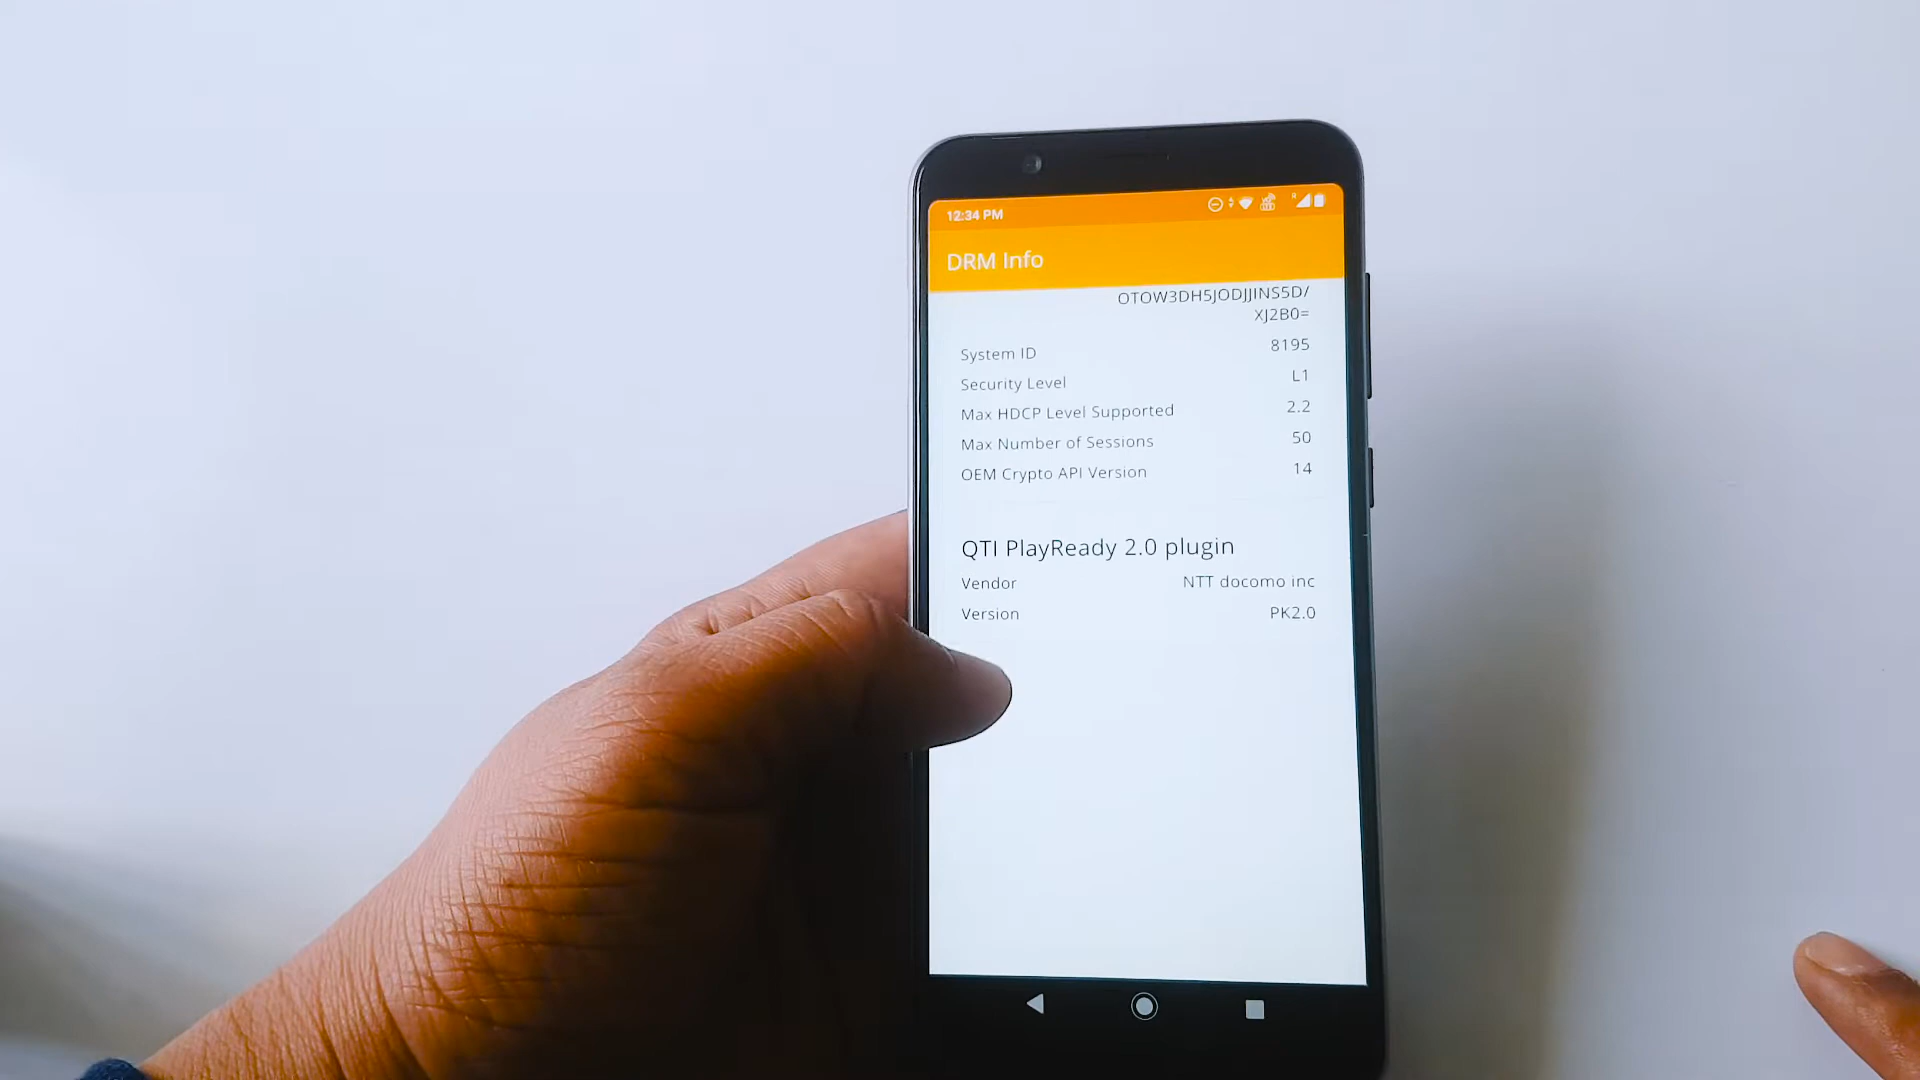 12:34 PM
DRM Info
OTOW3DH5JODJJINS5D/
XJ2B0=
System ID 8195
Security Level L1
Max HDCP Level Supported 2.2
Max Number of Sessions 50
OEM Crypto API Version 14
QTI PlayReady 2.0 plugin
Vendor NTT docomo inc
Version PK2.0